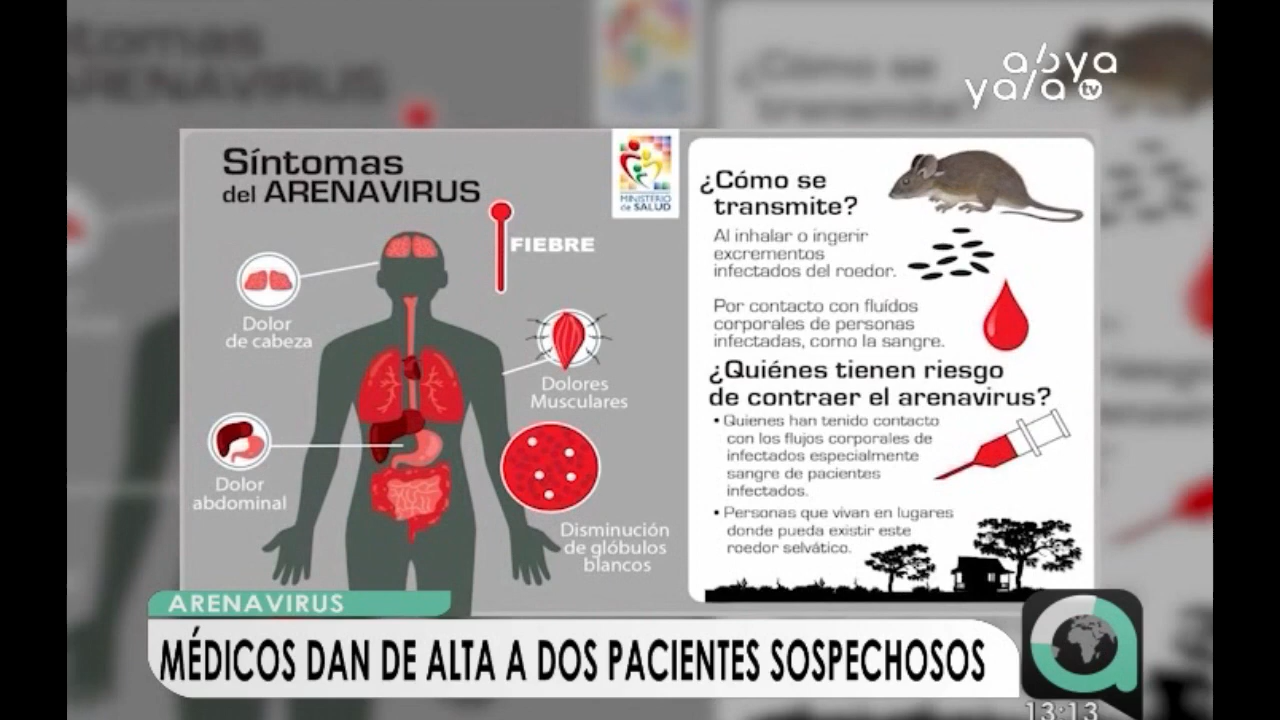 abya
yala tv
Síntomas
del ARENAVIRUS
MINISTERIO
de SALUD
FIEBRE
Dolor
de cabeza
Dolores
Musculares
Dolor
abdominal
Disminución
de glóbulos
blancos
¿Cómo se
transmite?
Al inhalar o ingerir
excrementos
infectados del roedor.
Por contacto con fluídos
corporales de personas
infectadas, como la sangre.
¿Quiénes tienen riesgo
de contraer el arenavirus?
• Quienes han tenido contacto
con los flujos corporales de
infectados especialmente
sangre de pacientes
infectados.
• Personas que vivan en lugares
donde pueda existir este
roedor selvático.
ARENAVIRUS
MÉDICOS DAN DE ALTA A DOS PACIENTES SOSPECHOSOS
13:13